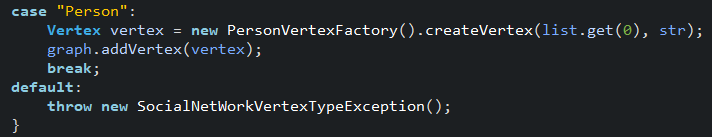 case "Person":
    Vertex vertex = new PersonVertexFactory().createVertex(list.get(0), str);
    graph.addVertex(vertex);
    break;
default:
    throw new SocialNetWorkVertexTypeException();
}